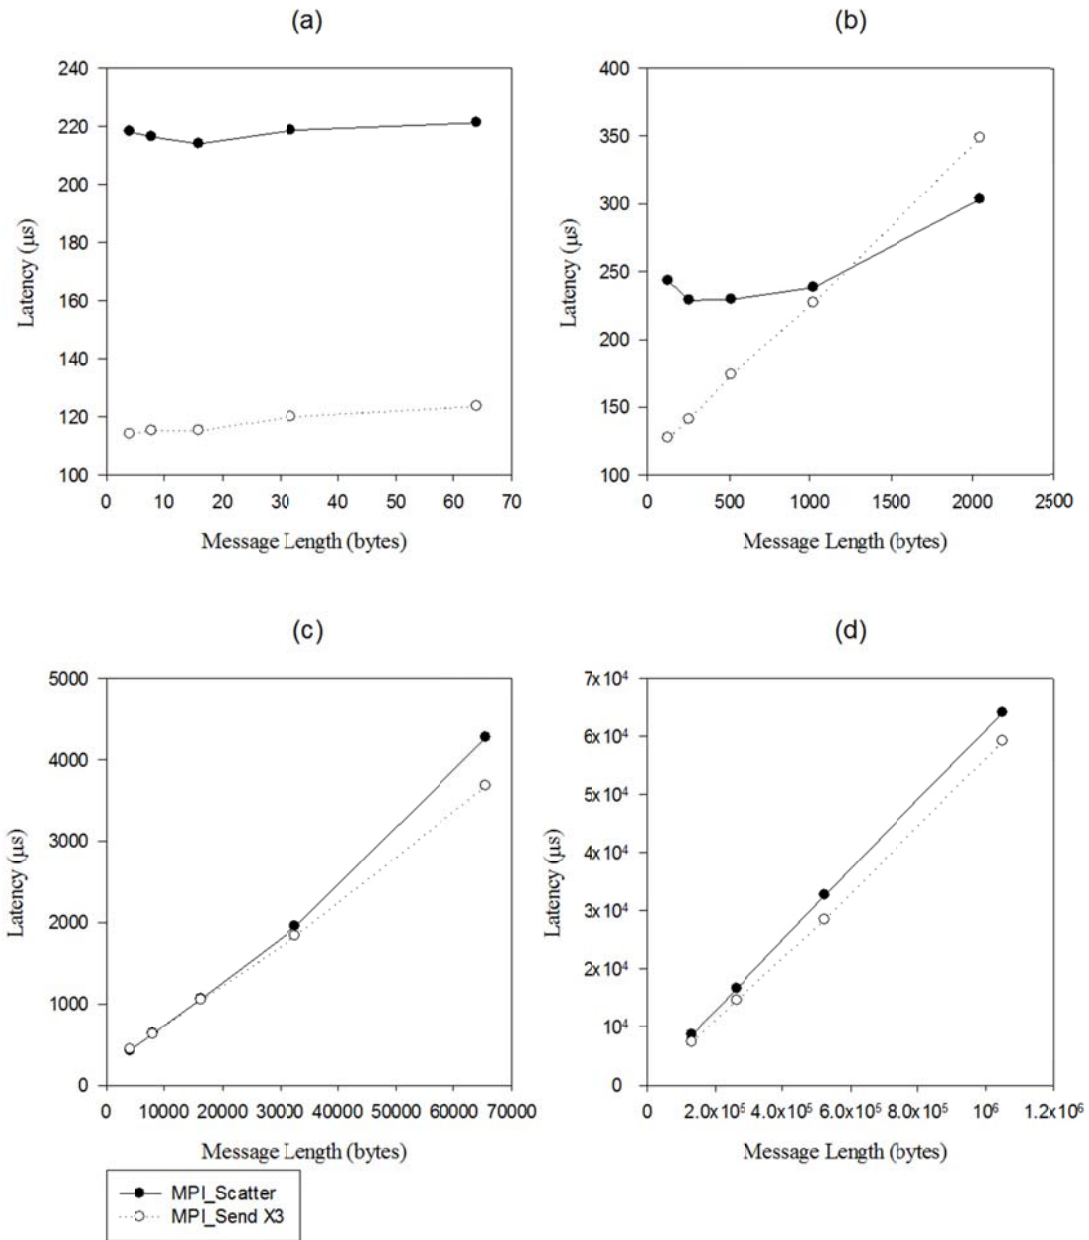 (a)
240
220
200
180
160
140
120
100
Latency (μs)
0 10 20 30 40 50 60 70
Message Length (bytes)
(b)
400
350
300
250
200
150
100
Latency (μs)
0 500 1000 1500 2000 2500
Message Length (bytes)
(c)
5000
4000
3000
2000
1000
0
Latency (μs)
0 10000 20000 30000 40000 50000 60000 70000
Message Length (bytes)
(d)
7x10⁴
6x10⁴
5x10⁴
4x10⁴
3x10⁴
2x10⁴
10⁴
0
Latency (μs)
0 2.0x10⁵ 4.0x10⁵ 6.0x10⁵ 8.0x10⁵ 10⁶ 1.2x10⁶
Message Length (bytes)
MPI_Scatter
MPI_Send X3